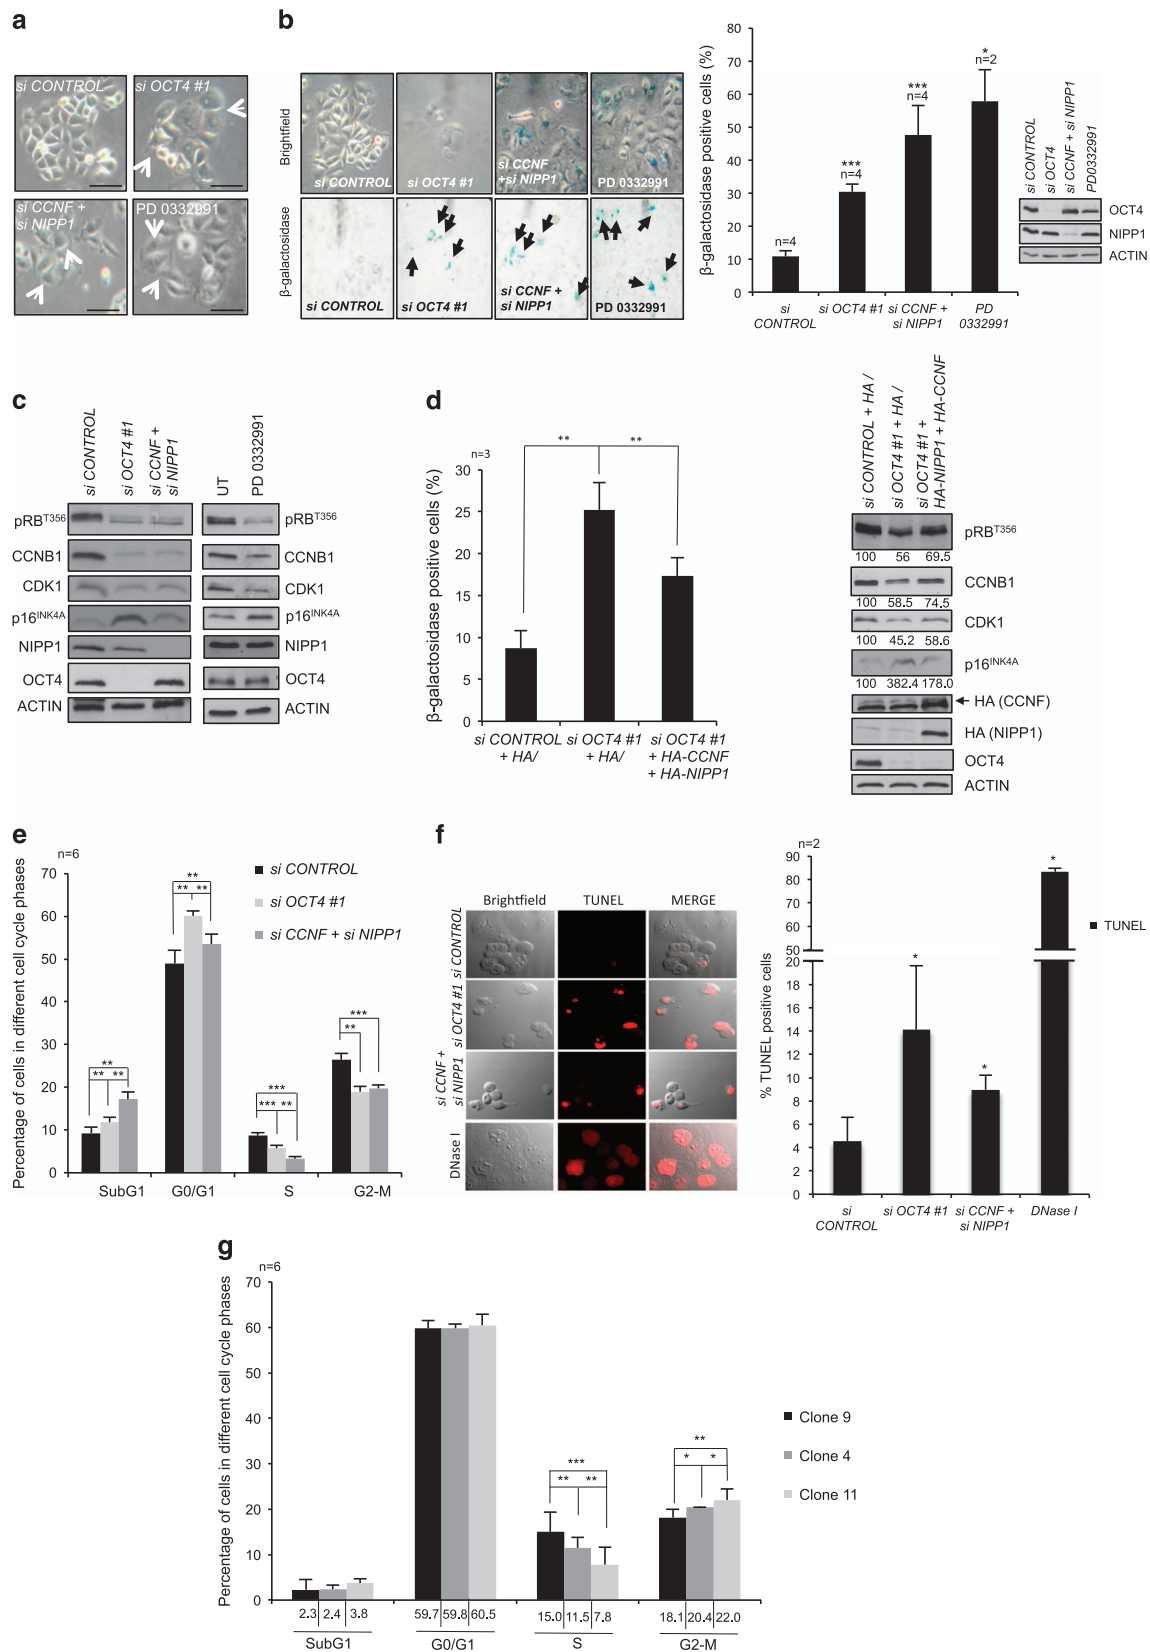 a
si CONTROL
si OCT4 #1
si CCNF +
si NIPP1
PD 0332991
b
Brightfield
si CONTROL
si OCT4 #1
si CCNF
+si NIPP1
PD 0332991
β-galactosidase
si CONTROL
si OCT4 #1
si CCNF +
si NIPP1
PD 0332991
β-galactosidase positive cells (%)
80
70
60
50
40
30
20
10
0
n=4
***
n=4
***
n=4
*
n=2
si
CONTROL
si OCT4 #1
si CCNF +
si NIPP1
PD
0332991
si CONTROL
si OCT4
si CCNF + si NIPP1
PD0332991
OCT4
NIPP1
ACTIN
c
si CONTROL
si OCT4 #1
si CCNF +
si NIPP1
UT
PD 0332991
pRBT356
pRBT356
CCNB1
CCNB1
CDK1
CDK1
p16INK4A
p16INK4A
NIPP1
NIPP1
OCT4
OCT4
ACTIN
ACTIN
d
n=3
**
**
β-galactosidase positive cells (%)
30
25
20
15
10
5
0
si CONTROL
+ HA/
si OCT4 #1
+ HA/
si OCT4 #1
+ HA-CCNF
+ HA-NIPP1
si CONTROL + HA /
si OCT4 #1 + HA /
si OCT4 #1 +
HA-NIPP1 + HA-CCNF
pRBT356
100 56 69.5
CCNB1
100 58.5 74.5
CDK1
100 45.2 58.6
p16INK4A
100 382.4 178.0
HA (CCNF)
HA (NIPP1)
OCT4
ACTIN
e
n=6
Percentage of cells in different cell cycle phases
70
60
50
40
30
20
10
0
si CONTROL
si OCT4 #1
si CCNF + si NIPP1
**
** **
**
** **
***
*** **
***
**
SubG1
G0/G1
S
G2-M
f
Brightfield
TUNEL
MERGE
si CONTROL
si OCT4 #1
si CCNF +
si NIPP1
DNase I
n=2
% TUNEL positive cells
90
80
70
60
50
20
18
16
14
12
10
8
6
4
2
0
*
*
*
TUNEL
si
CONTROL
si OCT4 #1
si CCNF +
si NIPP1
DNase I
g
n=6
Percentage of cells in different cell cycle phases
70
60
50
40
30
20
10
0
***
** **
**
* *
Clone 9
Clone 4
Clone 11
2.3 2.4 3.8
59.7 59.8 60.5
15.0 11.5 7.8
18.1 20.4 22.0
SubG1
G0/G1
S
G2-M